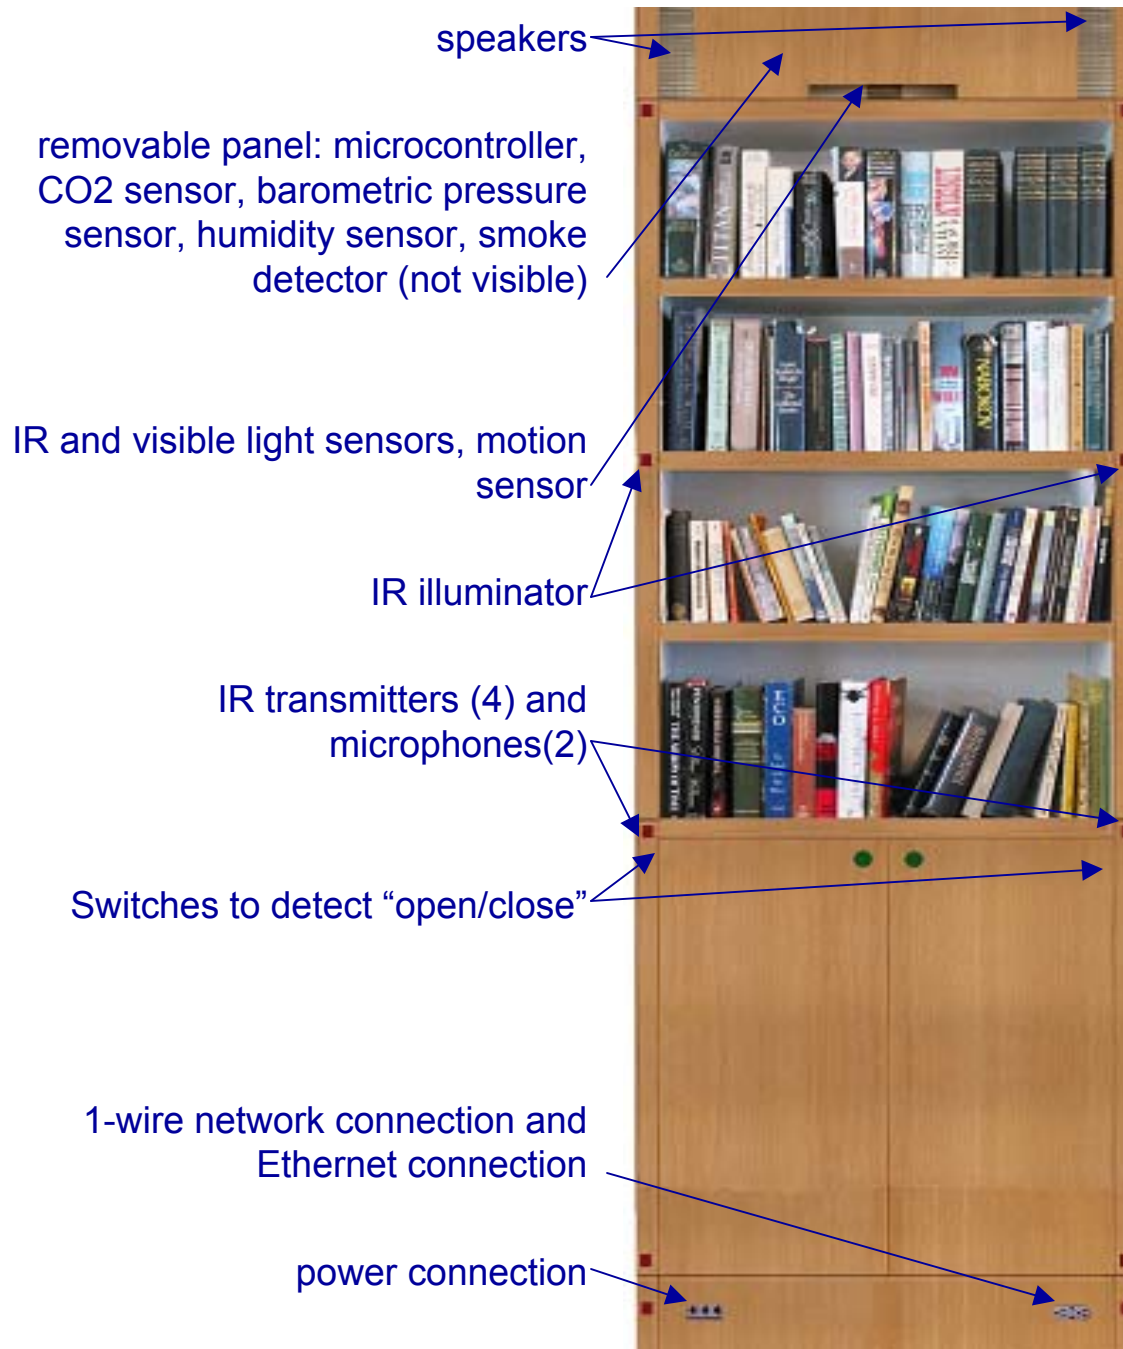 speakers
removable panel: microcontroller,
CO2 sensor, barometric pressure
sensor, humidity sensor, smoke
detector (not visible)
TITAN
IR and visible light sensors, motion
sensor
NAPOLEON
IR illuminator
IR transmitters (4) and
microphones(2)
Switches to detect “open/close”
1-wire network connection and
Ethernet connection
power connection